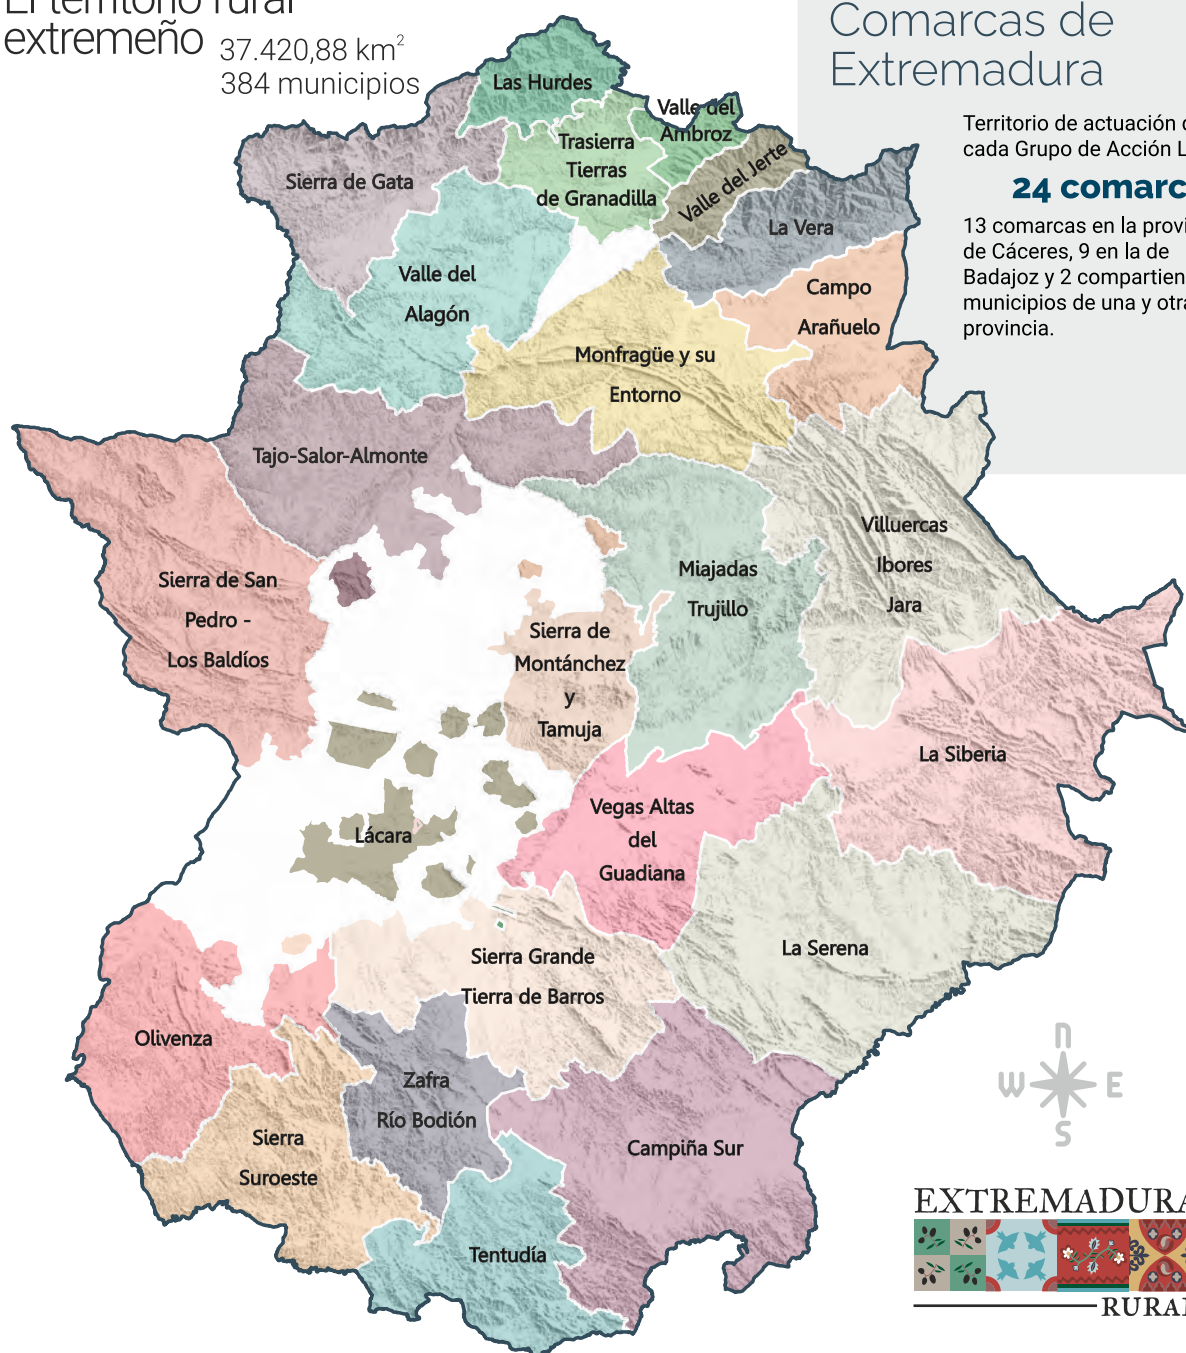 El territorio rural
extremeño 37.420,88 km²
384 municipios
Comarcas de
Extremadura
Territorio de actuación
cada Grupo de Acción
24 comarc
13 comarcas en la provi
de Cáceres, 9 en la de
Badajoz y 2 compartien
municipios de una y otra
provincia.
Las Hurdes
Valle del
Ambroz
Trasierra
Tierras
de Granadilla
Sierra de Gata
Valle del Jerte
La Vera
Valle del
Alagón
Campo
Arañuelo
Monfragüe y su
Entorno
Tajo-Salor-Almonte
Villuercas
Ibores
Jara
Miajadas
Trujillo
Sierra de San
Pedro -
Los Baldíos
Sierra de
Montánchez
y
Tamuja
La Siberia
Vegas Altas
del
Guadiana
Lácara
La Serena
Sierra Grande
Tierra de Barros
Olivenza
Zafra
Río Bodión
Sierra
Suroeste
Campiña Sur
Tentudía
n
W E
S
EXTREMADURA
RURAL